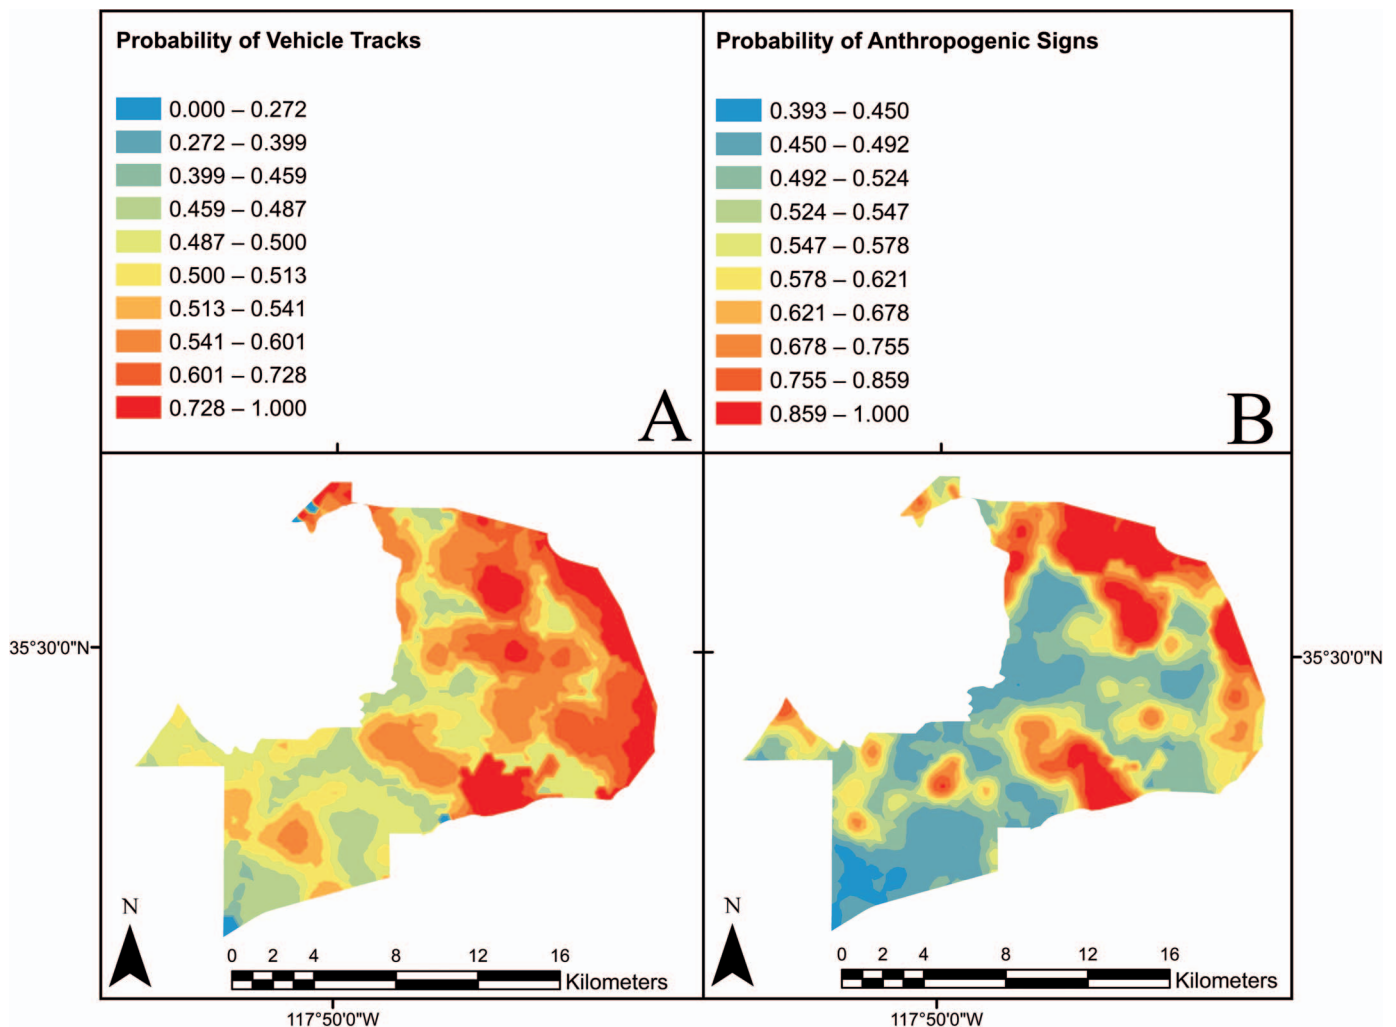 Probability of Vehicle Tracks
0.000 – 0.272
0.272 – 0.399
0.399 – 0.459
0.459 – 0.487
0.487 – 0.500
0.500 – 0.513
0.513 – 0.541
0.541 – 0.601
0.601 – 0.728
0.728 – 1.000
A
Probability of Anthropogenic Signs
0.393 – 0.450
0.450 – 0.492
0.492 – 0.524
0.524 – 0.547
0.547 – 0.578
0.578 – 0.621
0.621 – 0.678
0.678 – 0.755
0.755 – 0.859
0.859 – 1.000
B
35°30'0"N
35°30'0"N
N
0 2 4 8 12 16
Kilometers
N
0 2 4 8 12 16
Kilometers
117°50'0"W
117°50'0"W